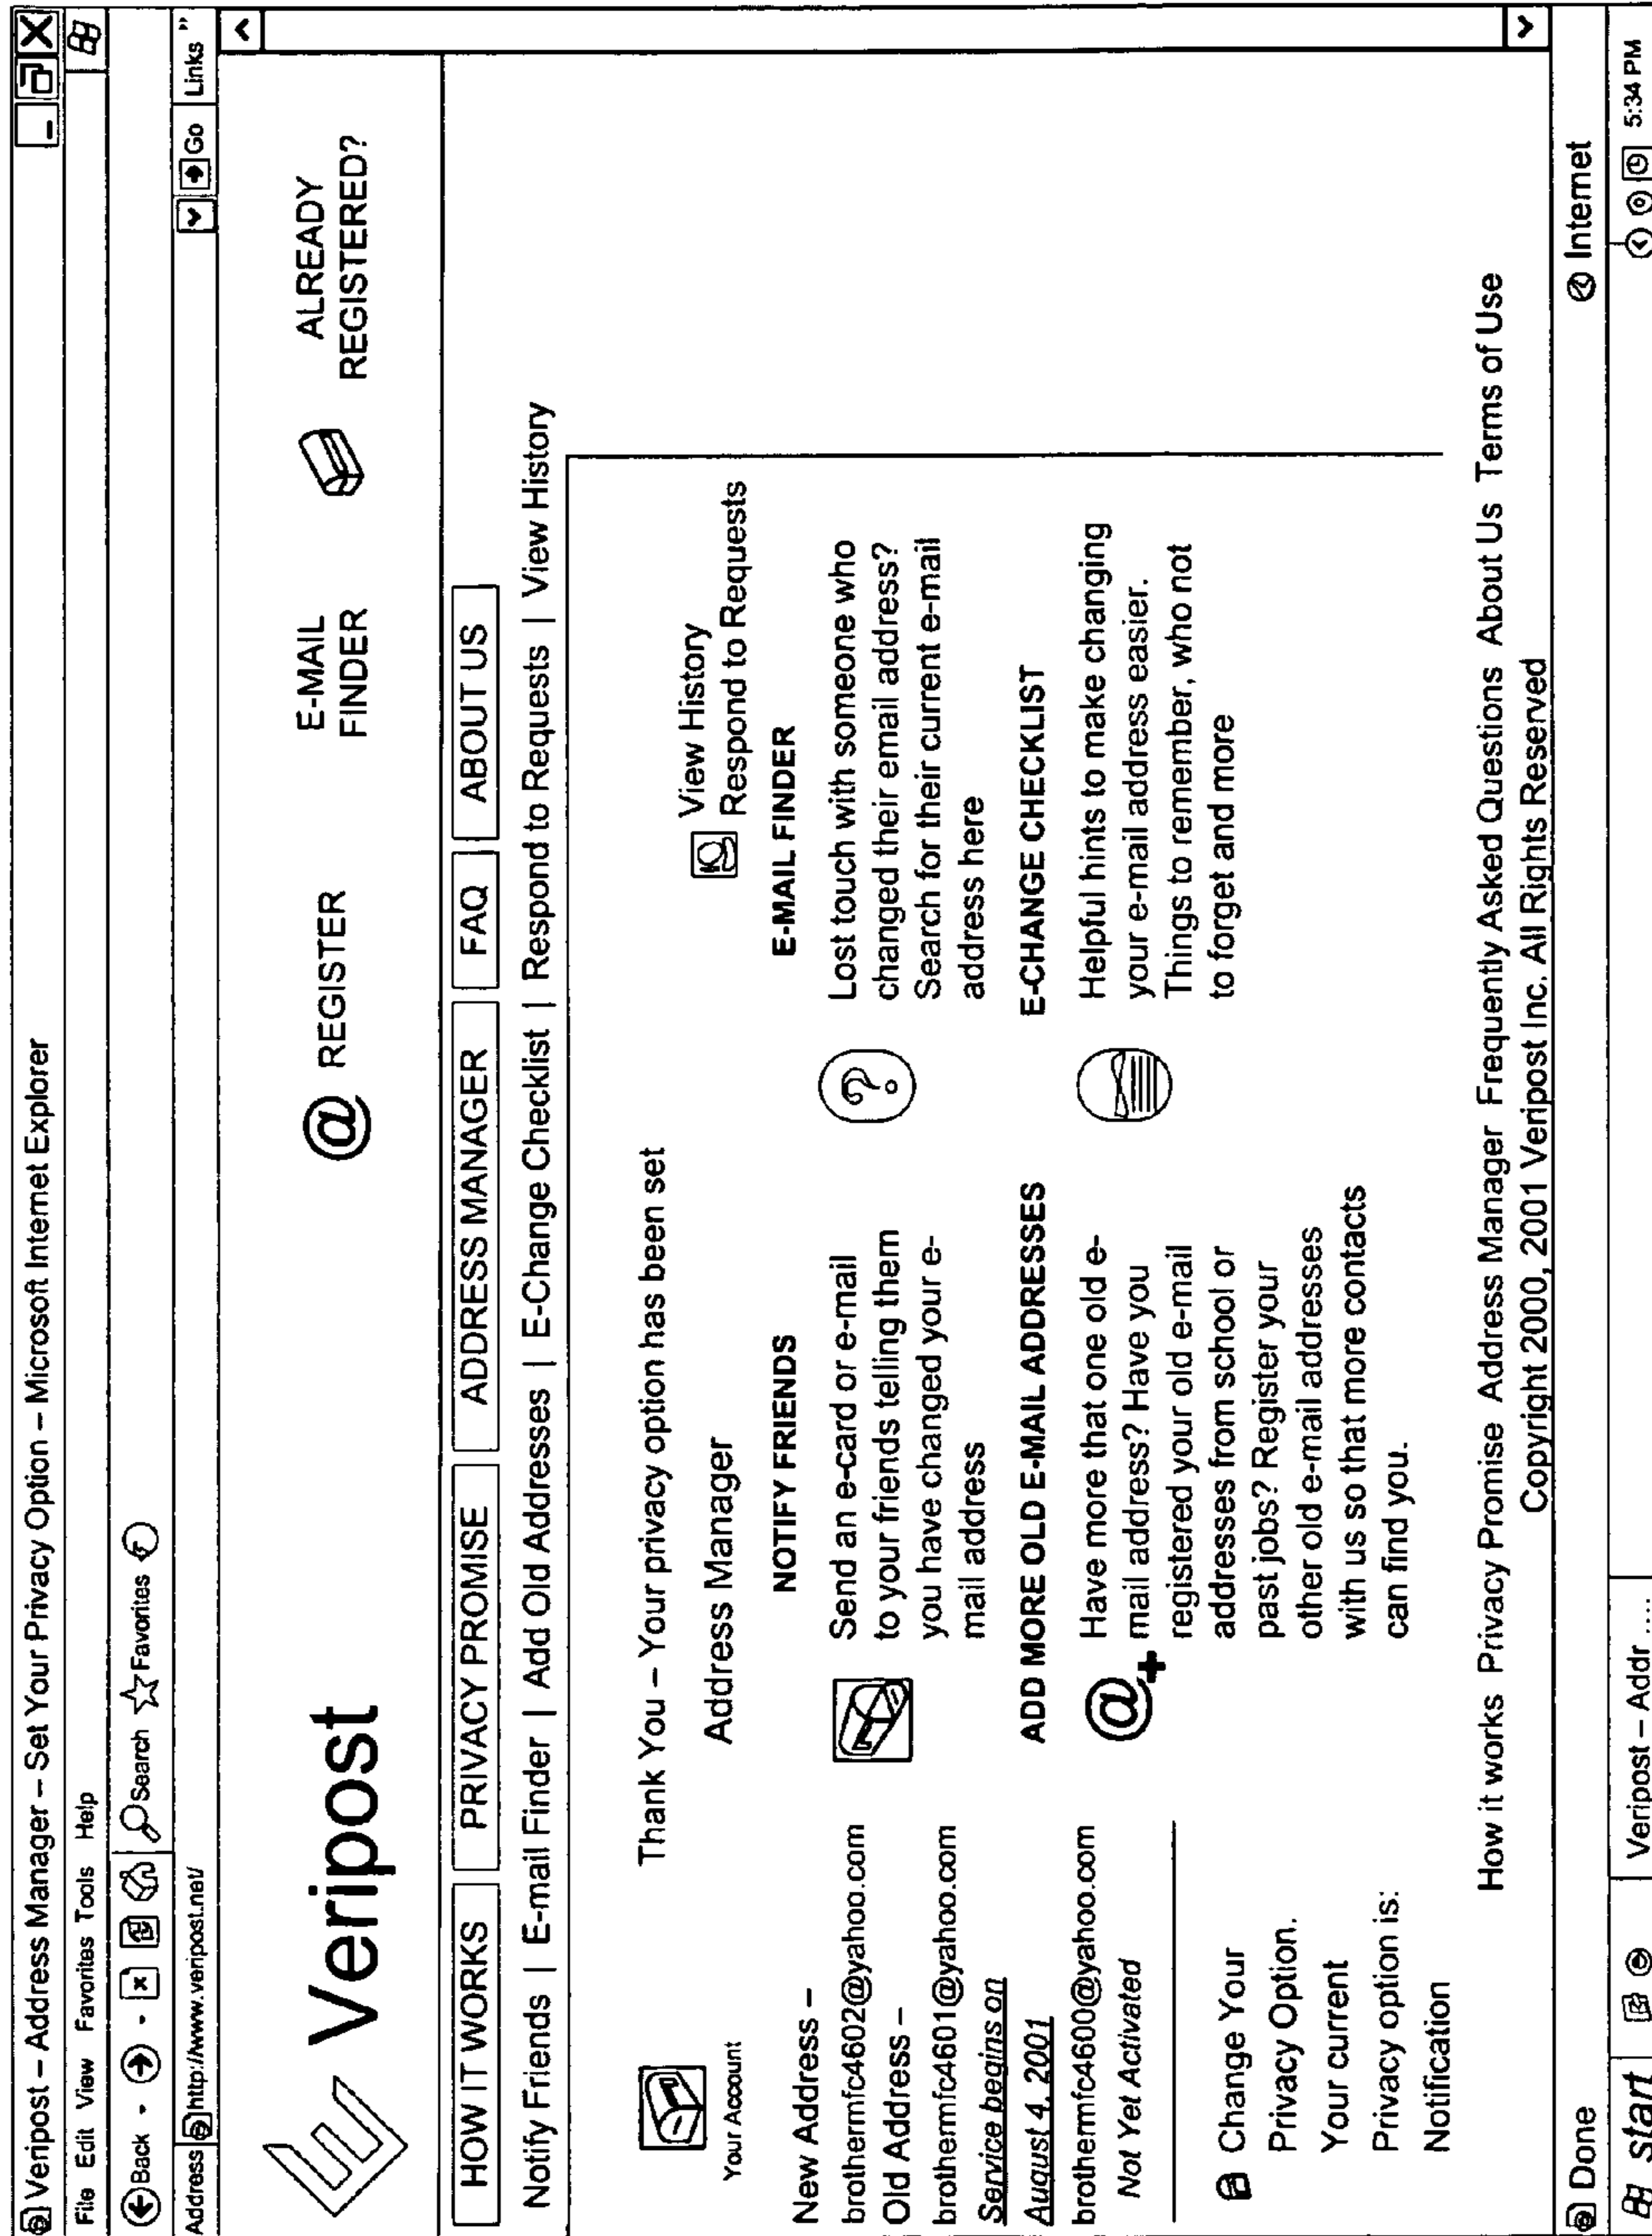 Veripost – Address Manager – Set Your Privacy Option – Microsoft Internet Explorer
File Edit View Favorites Tools Help
Back Search Favorites
Address http://www.veripost.net/ Go Links »
Veripost
@ REGISTER
E-MAIL
FINDER
ALREADY
REGISTERED?
HOW IT WORKS PRIVACY PROMISE ADDRESS MANAGER FAQ ABOUT US
Notify Friends | E-mail Finder | Add Old Addresses | E-Change Checklist | Respond to Requests | View History
Thank You – Your privacy option has been set
Your Account
New Address –
brothermfc4602@yahoo.com
Old Address –
brothermfc4601@yahoo.com
Service begins on
August 4, 2001
brothermfc4600@yahoo.com
Not Yet Activated
Change Your
Privacy Option.
Your current
Privacy option is:
Notification
Address Manager
NOTIFY FRIENDS
Send an e-card or e-mail
to your friends telling them
you have changed your e-
mail address
ADD MORE OLD E-MAIL ADDRESSES
@+
Have more that one old e-
mail address? Have you
registered your old e-mail
addresses from school or
past jobs? Register your
other old e-mail addresses
with us so that more contacts
can find you.
View History
Respond to Requests
E-MAIL FINDER
?
Lost touch with someone who
changed their email address?
Search for their current e-mail
address here
E-CHANGE CHECKLIST
Helpful hints to make changing
your e-mail address easier.
Things to remember, who not
to forget and more
How it works Privacy Promise Address Manager Frequently Asked Questions About Us Terms of Use
Copyright 2000, 2001 Veripost Inc. All Rights Reserved
Done Internet
start Veripost – Addr .... 5:34 PM